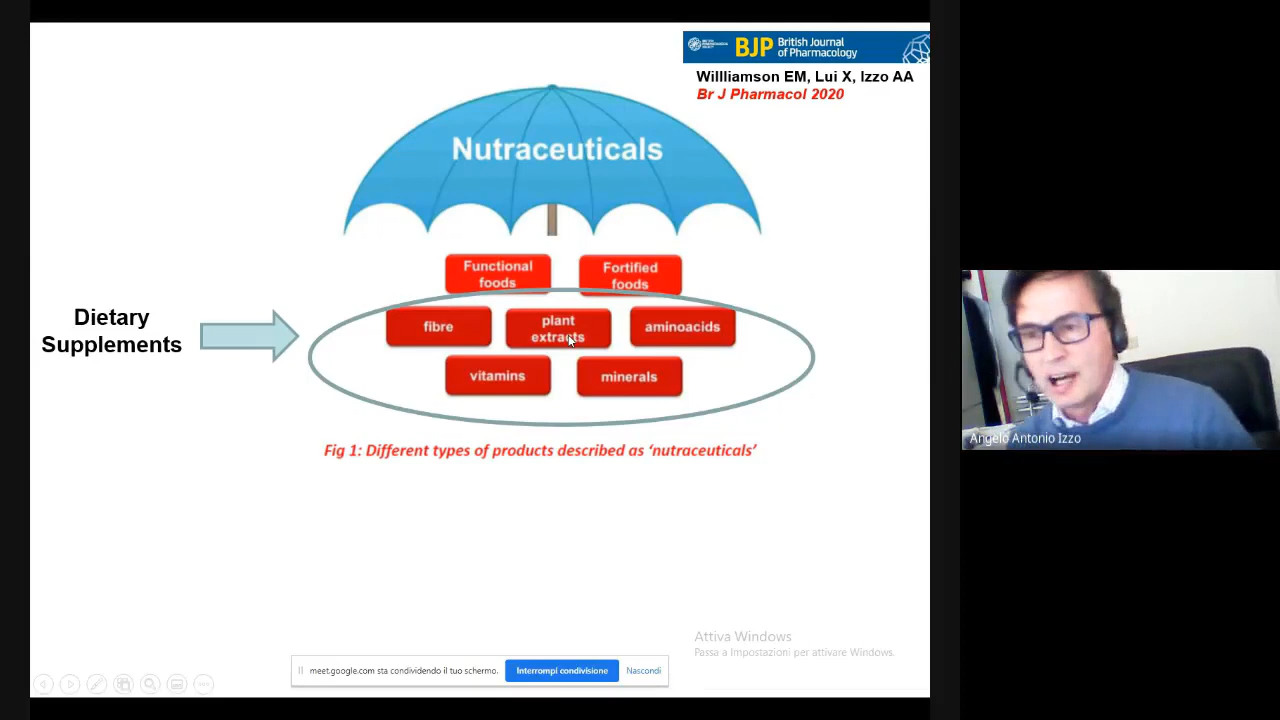 BJP British Journal
of Pharmacology
Willliamson EM, Lui X, Izzo AA
Br J Pharmacol 2020
Nutraceuticals
Functional
foods
Fortified
foods
Dietary
Supplements
fibre
plant
extracts
aminoacids
vitamins
minerals
Fig 1: Different types of products described as ‘nutraceuticals’
Angelo Antonio Izzo
Attiva Windows
Passa a Impostazioni per attivare Windows.
meet.google.com sta condividendo il tuo schermo.
Interrompi condivisione
Nascondi